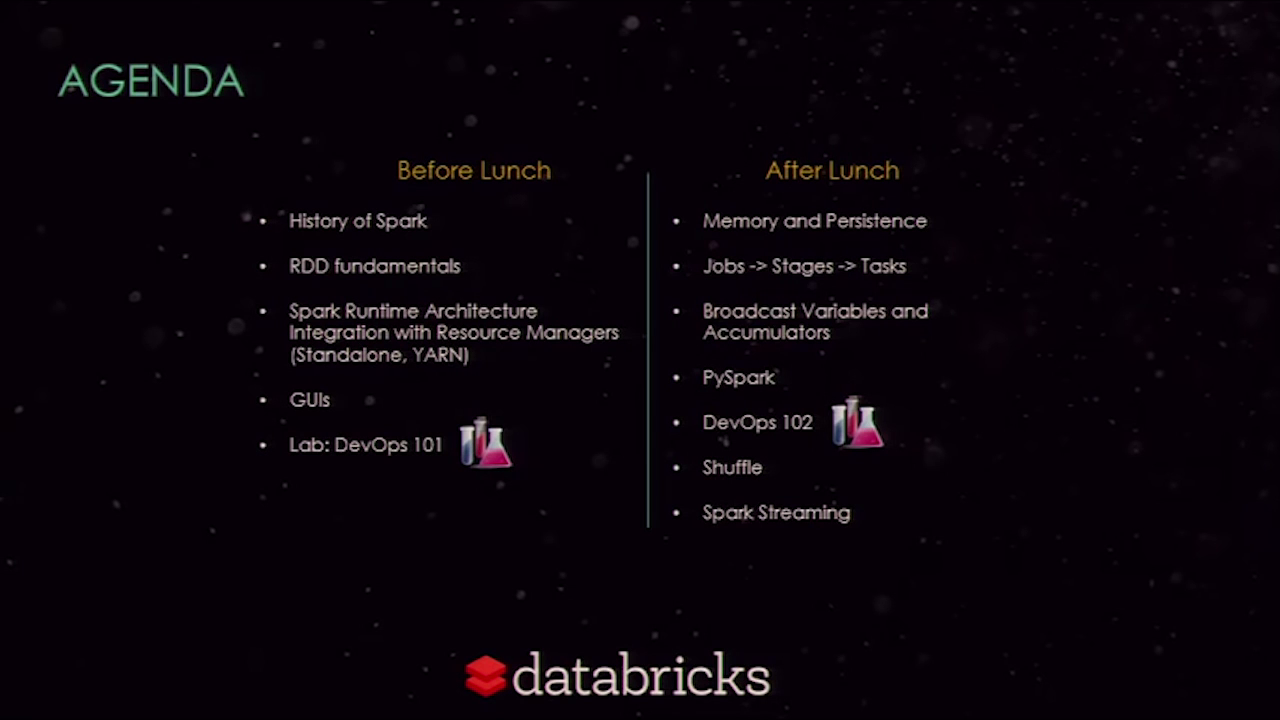 AGENDA
Before Lunch
History of Spark
RDD fundamentals
Spark Runtime Architecture
Integration with Resource Managers
(Standalone, YARN)
GUIs
Lab: DevOps 101
After Lunch
Memory and Persistence
Jobs -> Stages -> Tasks
Broadcast Variables and
Accumulators
PySpark
DevOps 102
Shuffle
Spark Streaming
databricks